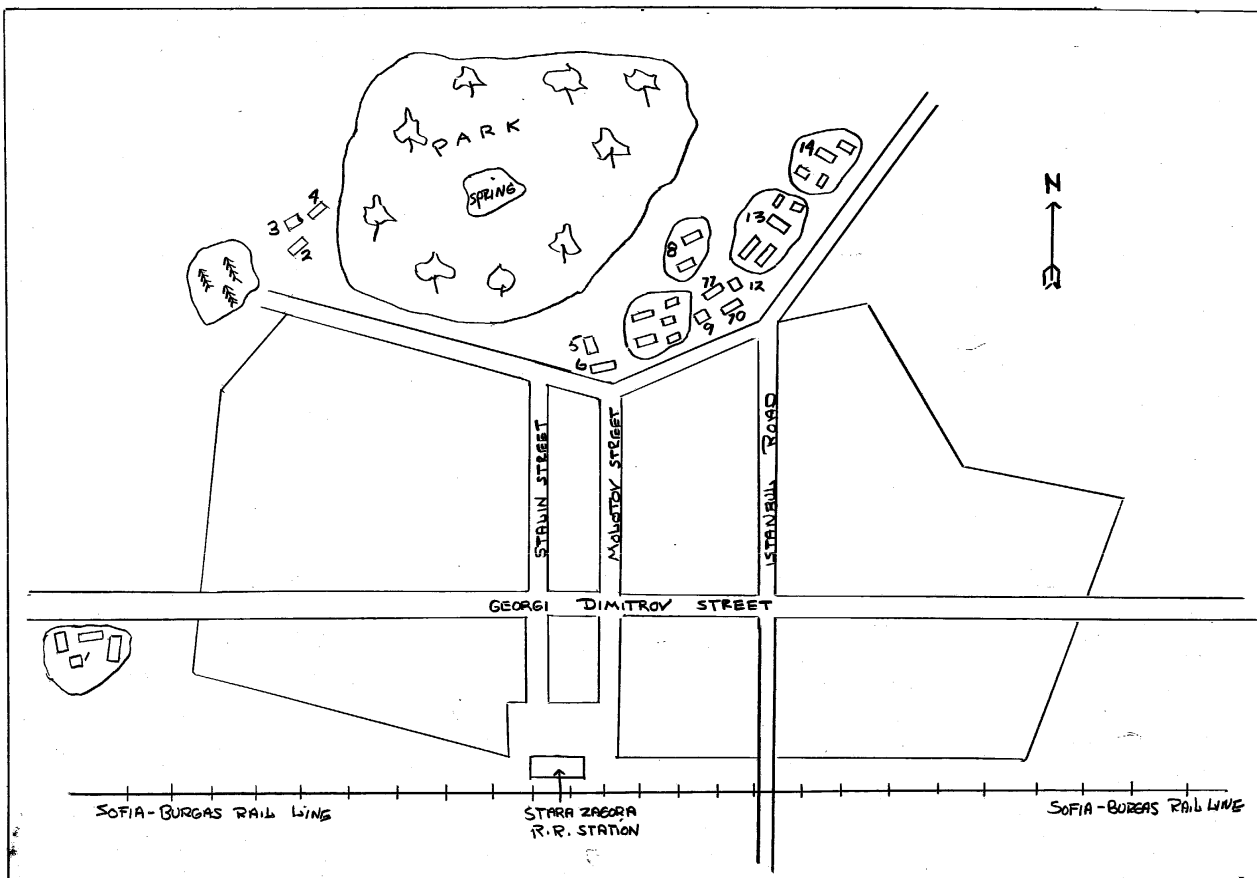 PARK
SPRING
N
14
13
4
3
2
8
11
12
9
10
5
6
STALIN STREET
MOLOTOV STREET
ISTANBUL ROAD
GEORGI DIMITROV STREET
SOFIA-BURGAS RAIL LINE
STARA ZAGORA
R.R. STATION
SOFIA-BURGAS RAIL LINE